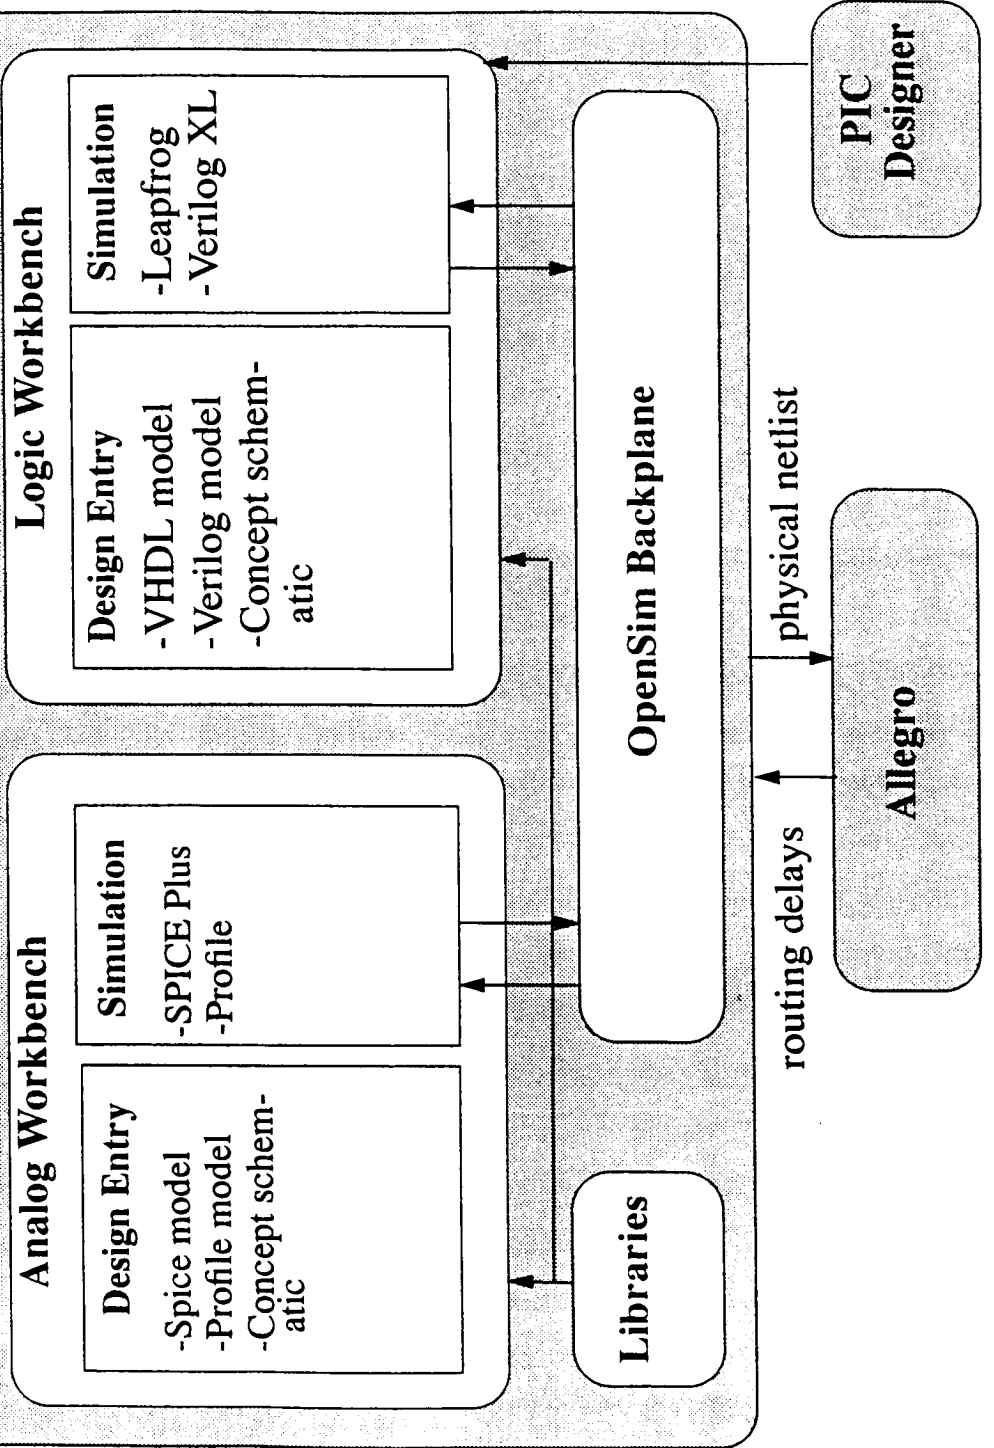 Analog Workbench
Design Entry
-Spice model
-Profile model
-Concept schem-
atic
Simulation
-SPICE Plus
-Profile
Logic Workbench
Design Entry
-VHDL model
-Verilog model
-Concept schem-
atic
Simulation
-Leapfrog
-Verilog XL
Libraries
OpenSim Backplane
routing delays
physical netlist
Allegro
PIC
Designer